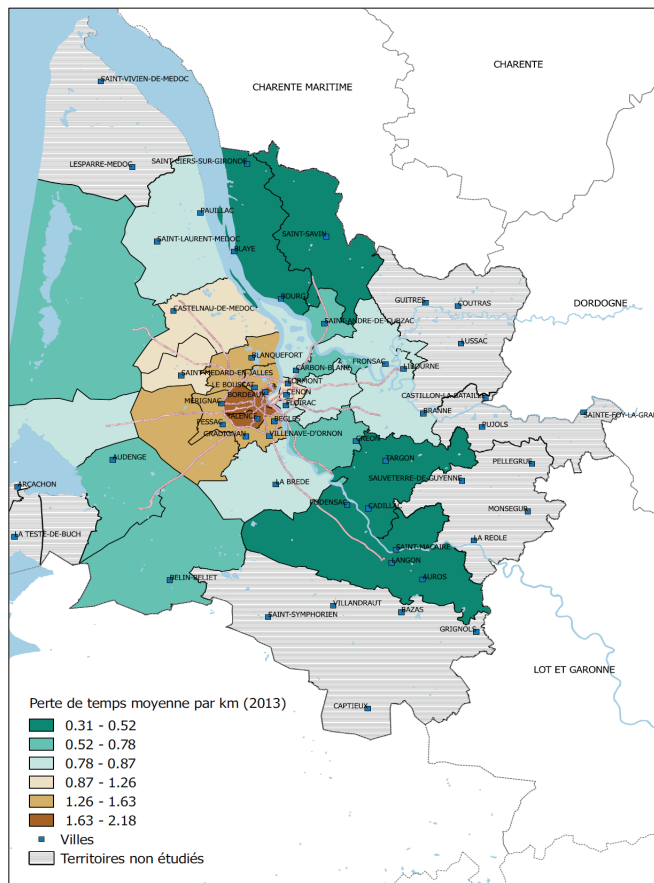 SAINT-VIVIEN-DE-MEDOC
CHARENTE
CHARENTE MARITIME
LESPARRE-MEDOC
SAINT-CIERS-SUR-GIRONDE
PAUILLAC
SAINT-SAVIN
SAINT-LAURENT-MEDOC
BLAYE
BOURG
GUITRES
COUTRAS
DORDOGNE
CASTELNAU-DE-MEDOC
SAINT-ANDRE-DE-CUBZAC
LUSSAC
BLANQUEFORT
FRONSAC
LIBOURNE
CARBON-BLANC
SAINT-MEDARD-EN-JALLES
LORMONT
LE BOUSCAT
CENON
BORDEAUX
CASTILLON-LA-BATAILLE
MERIGNAC
FLOIRAC
BRANNE
SAINTE-FOY-LA-GRAN
TALENCE
BEGLES
PESSAC
PUJOLS
GRADIGNAN
VILLENAVE-D'ORNON
CREON
AUDENGE
TARGON
PELLEGRUE
ARCACHON
LA BREDE
SAUVETERRE-DE-GUYENNE
PODENSAC
CADILLAC
MONSEGUR
LA TESTE-DE-BUCH
LA REOLE
SAINT-MACAIRE
LANGON
BELIN-BELIET
AUROS
VILLANDRAUT
BAZAS
SAINT-SYMPHORIEN
GRIGNOLS
LOT ET GARONNE
CAPTIEUX
Perte de temps moyenne par km (2013)
0.31 - 0.52
0.52 - 0.78
0.78 - 0.87
0.87 - 1.26
1.26 - 1.63
1.63 - 2.18
Villes
Territoires non étudiés